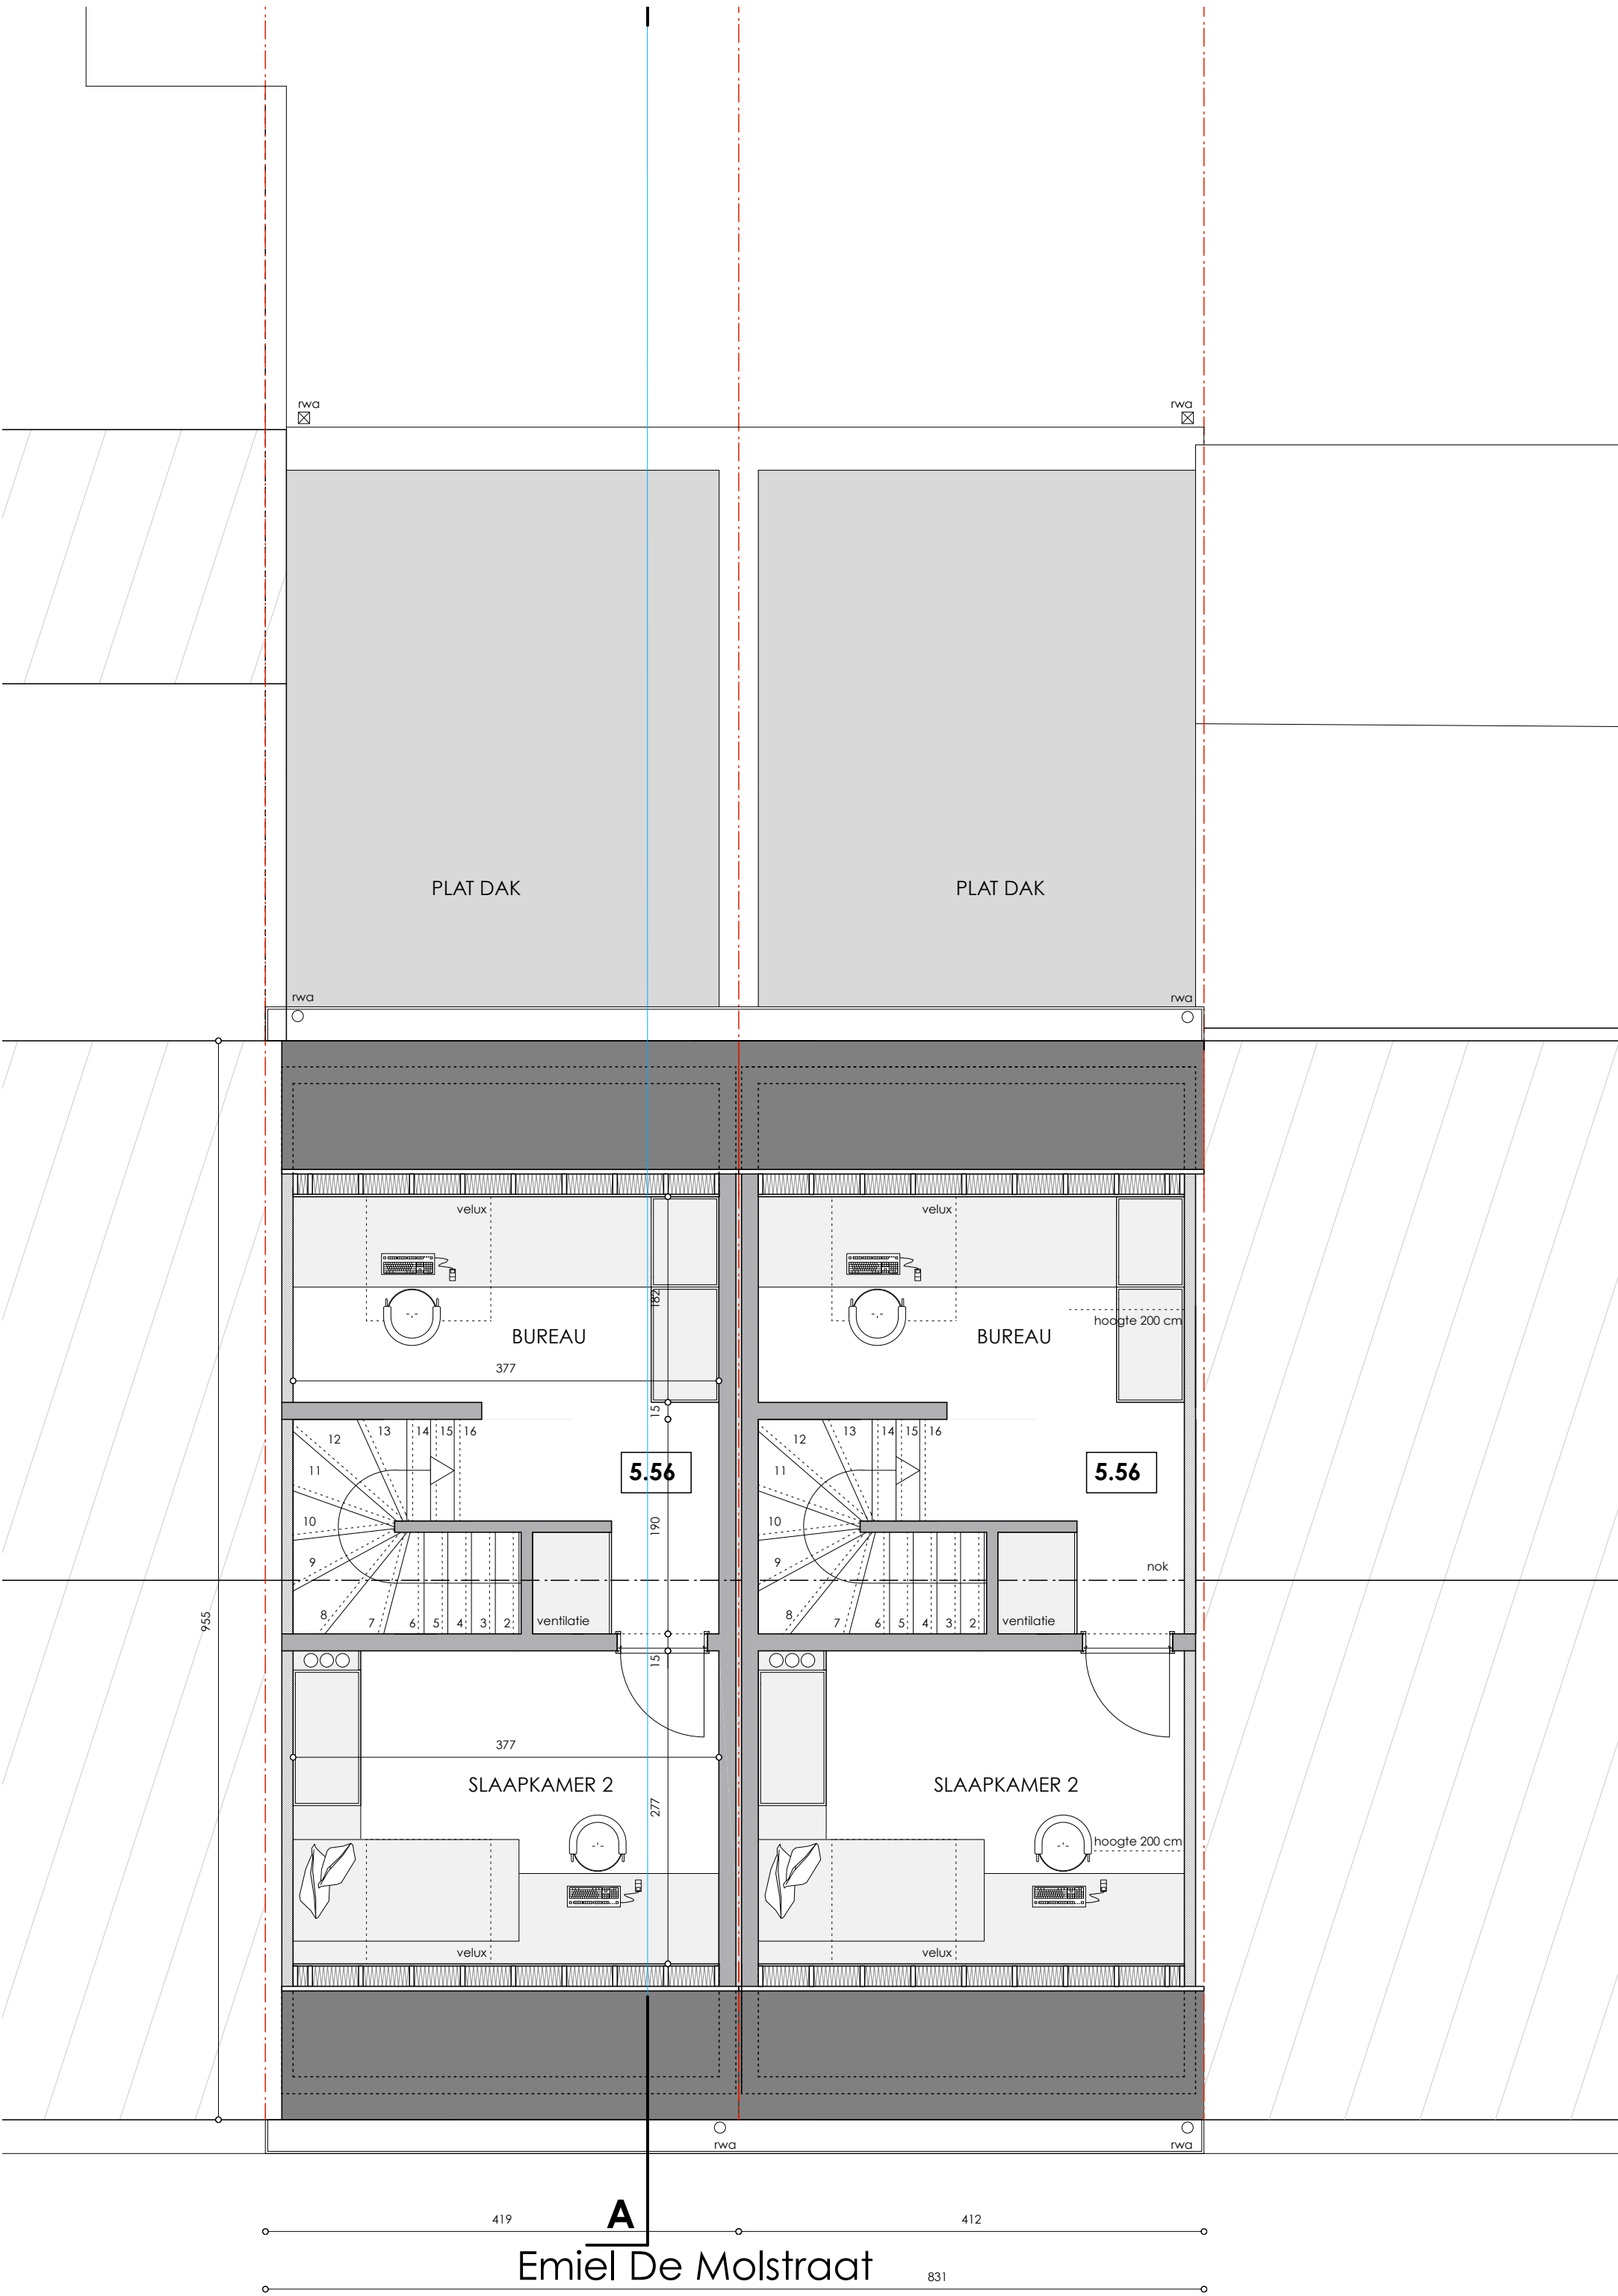 rwa rwa
PLAT DAK PLAT DAK
rwa rwa
velux velux
182
hoogte 200 cm
BUREAU BUREAU
377
15
12 13 14 15 16 12 13 14 15 16
11 11
5.56 5.56
10 190 10
9 9 nok
8 7 6 5 4 3 2 ventilatie 8 7 6 5 4 3 2 ventilatie
955
15
377
SLAAPKAMER 2 SLAAPKAMER 2
277
hoogte 200 cm
velux velux
rwa rwa
A
419 412
Emiel De Molstraat
831